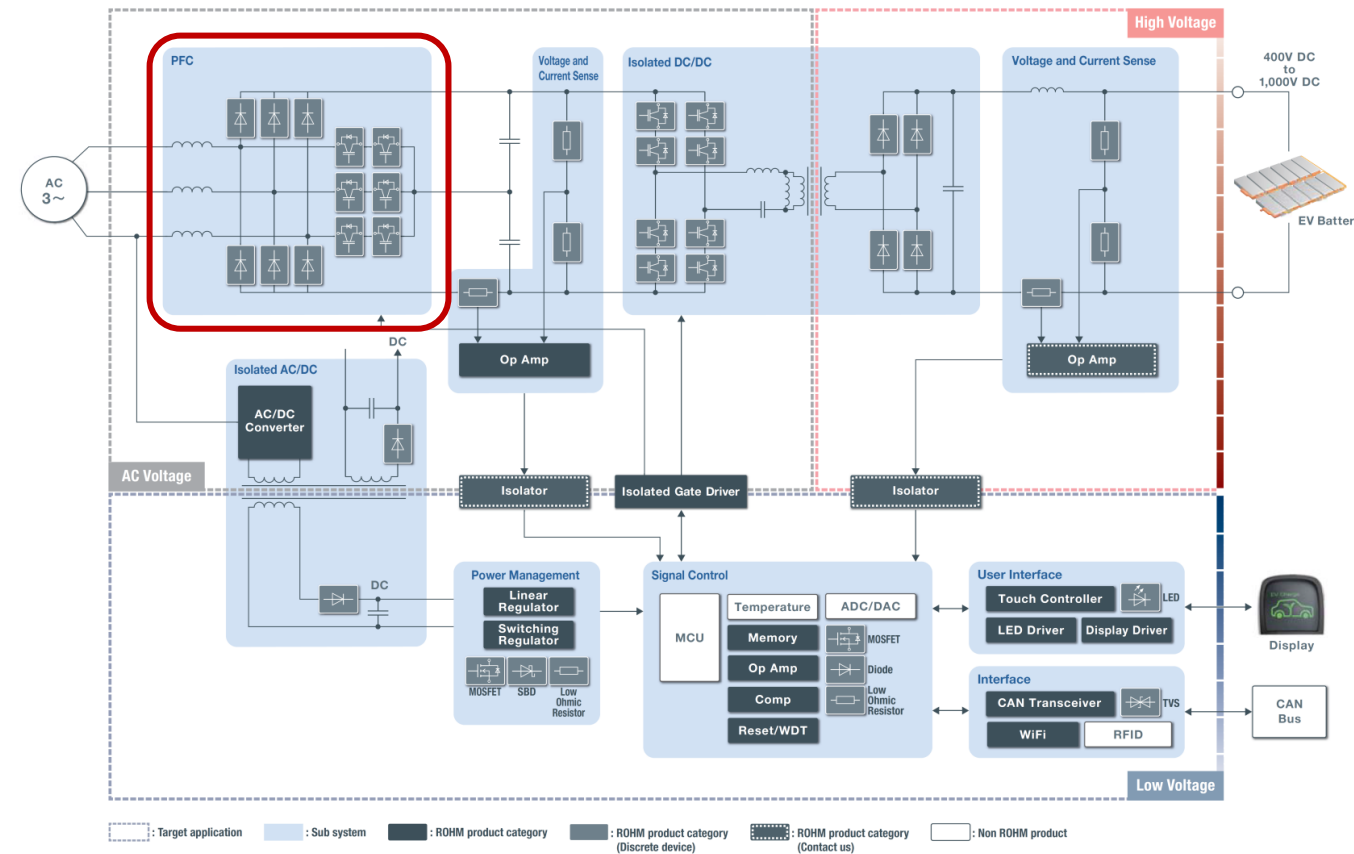 High Voltage
PFC
Voltage and
Current Sense
Isolated DC/DC
Voltage and Current Sense
400V DC
to
1,000V DC
AC
3~
EV Batter
DC
Op Amp
Op Amp
Isolated AC/DC
AC/DC
Converter
AC Voltage
Isolator
Isolated Gate Driver
Isolator
DC
Power Management
Linear
Regulator
Switching
Regulator
MOSFET
SBD
Low
Ohmic
Resistor
Signal Control
MCU
Temperature
ADC/DAC
Memory
MOSFET
Op Amp
Diode
Comp
Low
Ohmic
Resistor
Reset/WDT
User Interface
Touch Controller
LED
LED Driver
Display Driver
EV Charge
Display
Interface
CAN Transceiver
TVS
WiFi
RFID
CAN
Bus
Low Voltage
: Target application
: Sub system
: ROHM product category
: ROHM product category
(Discrete device)
: ROHM product category
(Contact us)
: Non ROHM product